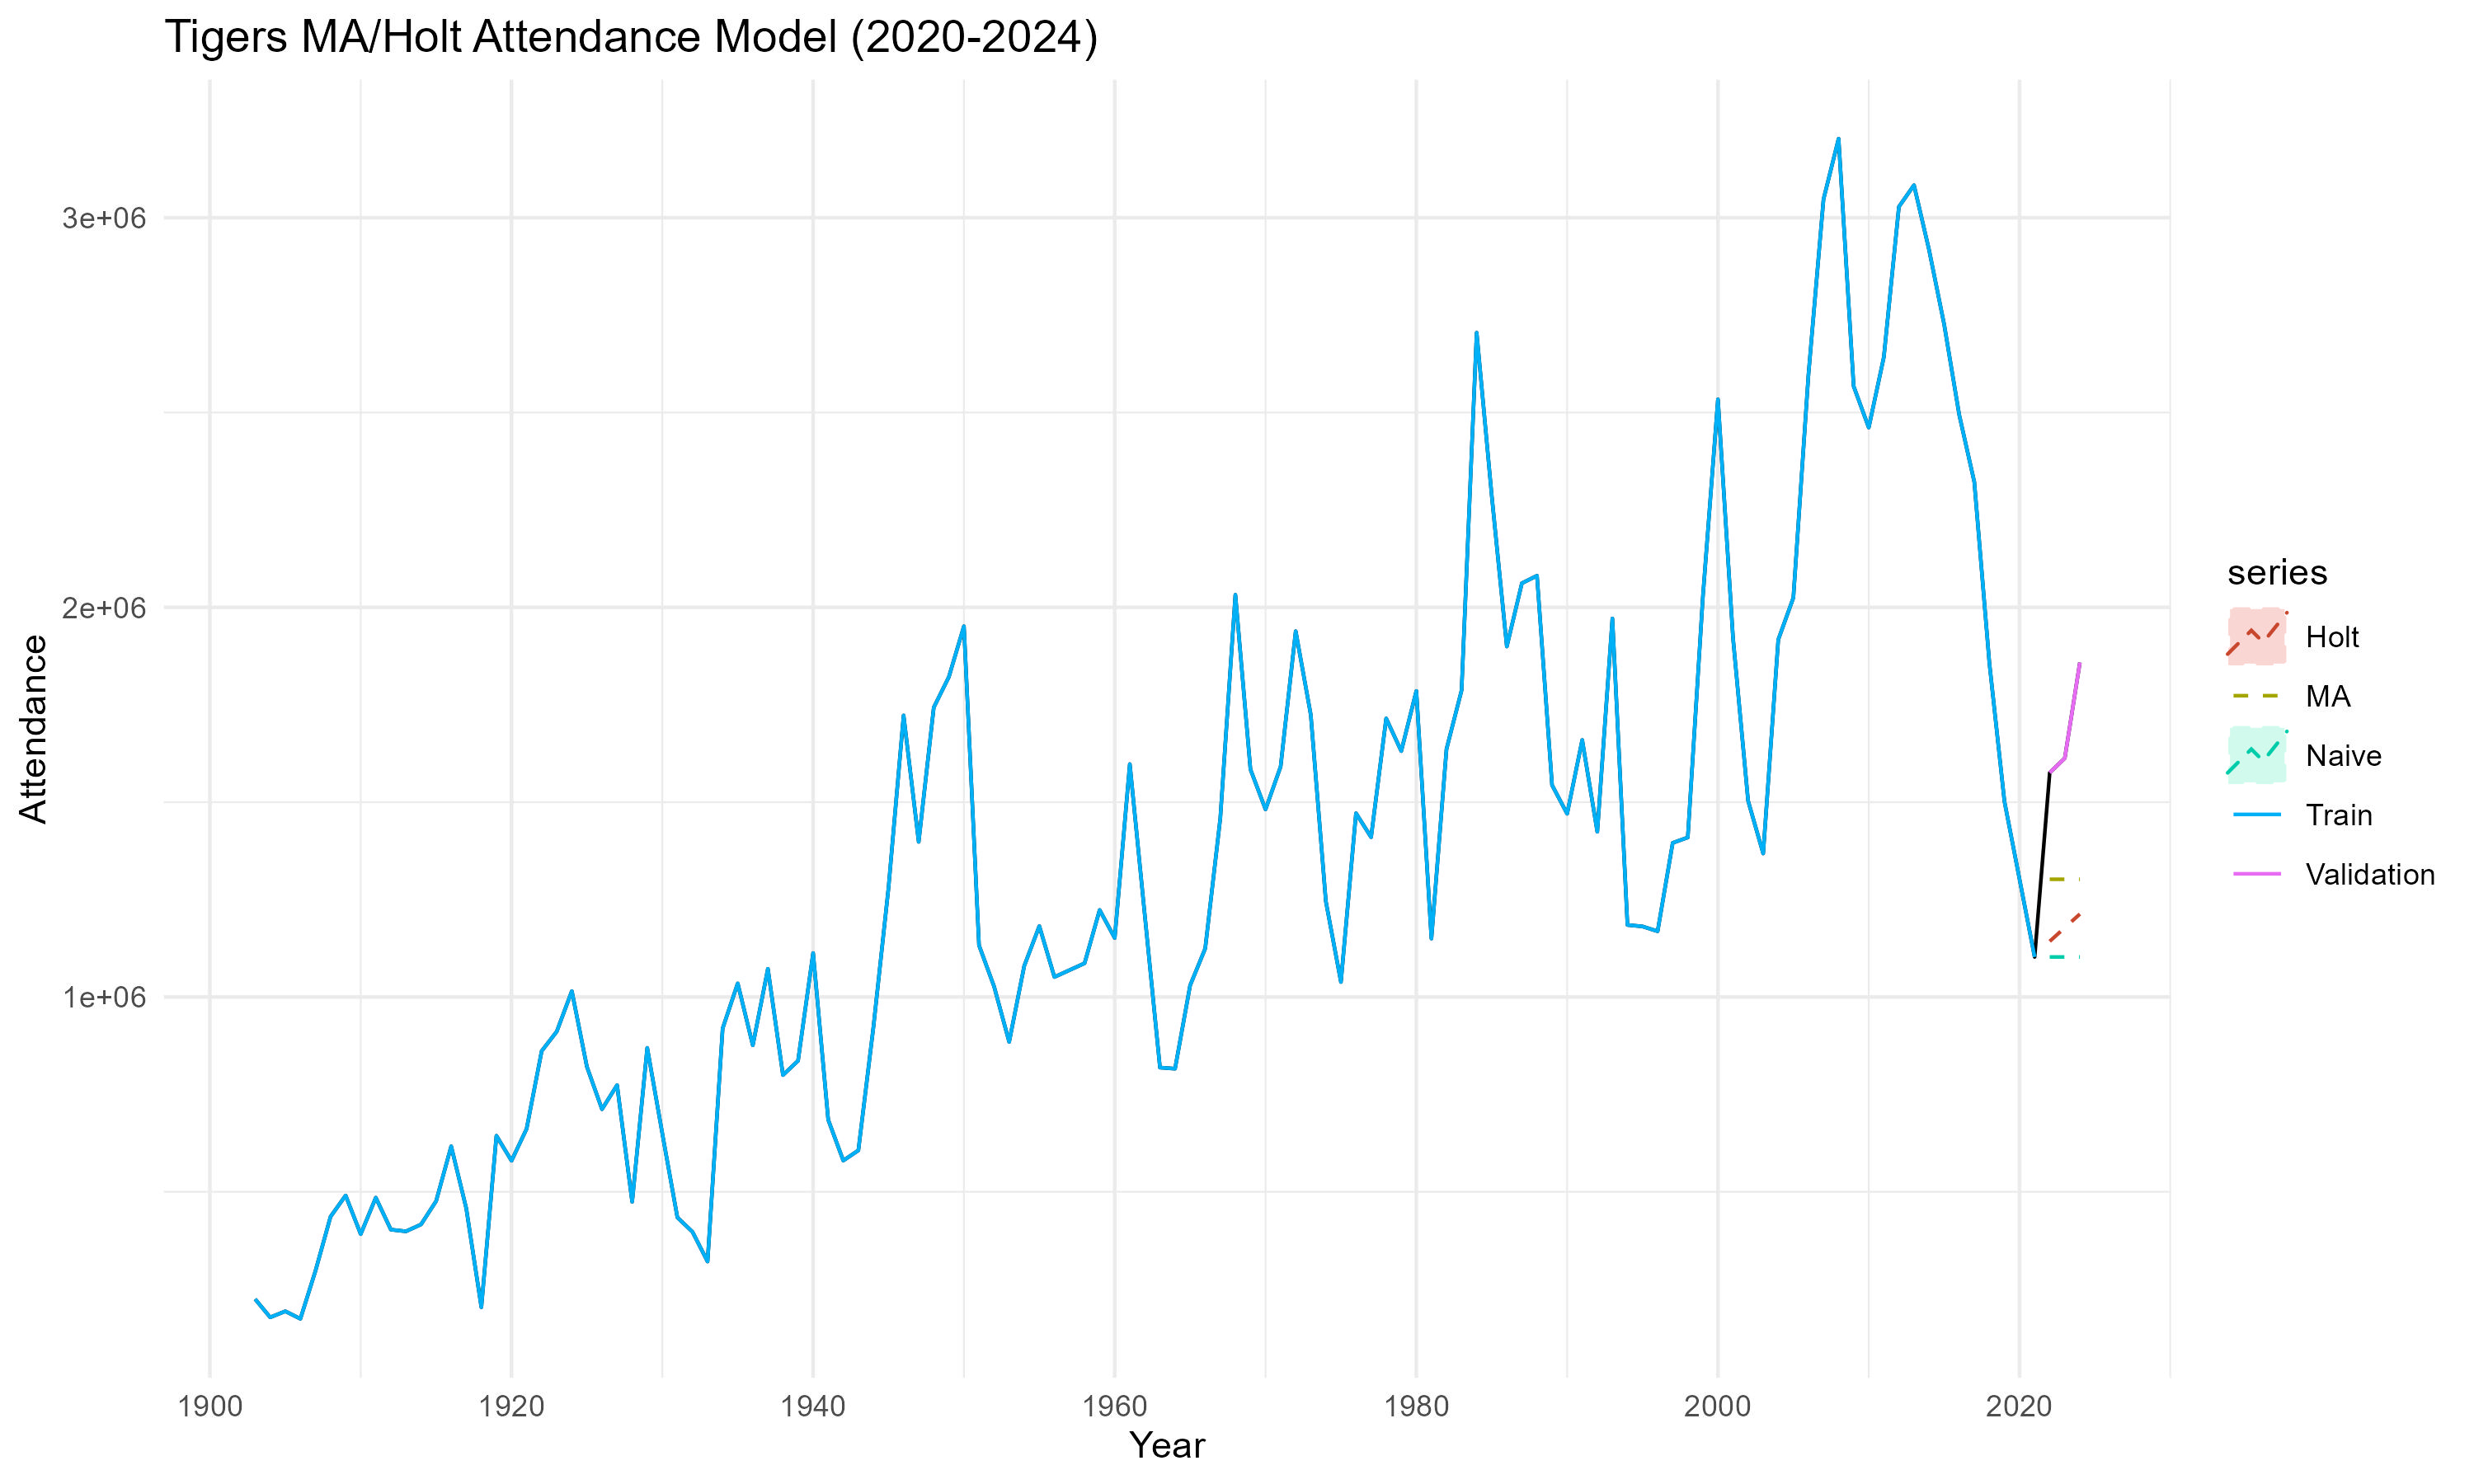 Tigers MA/Holt Attendance Model (2020-2024)
Attendance
3e+06
2e+06
1e+06
1900 1920 1940 1960 1980 2000 2020
Year
series
Holt
MA
Naive
Train
Validation